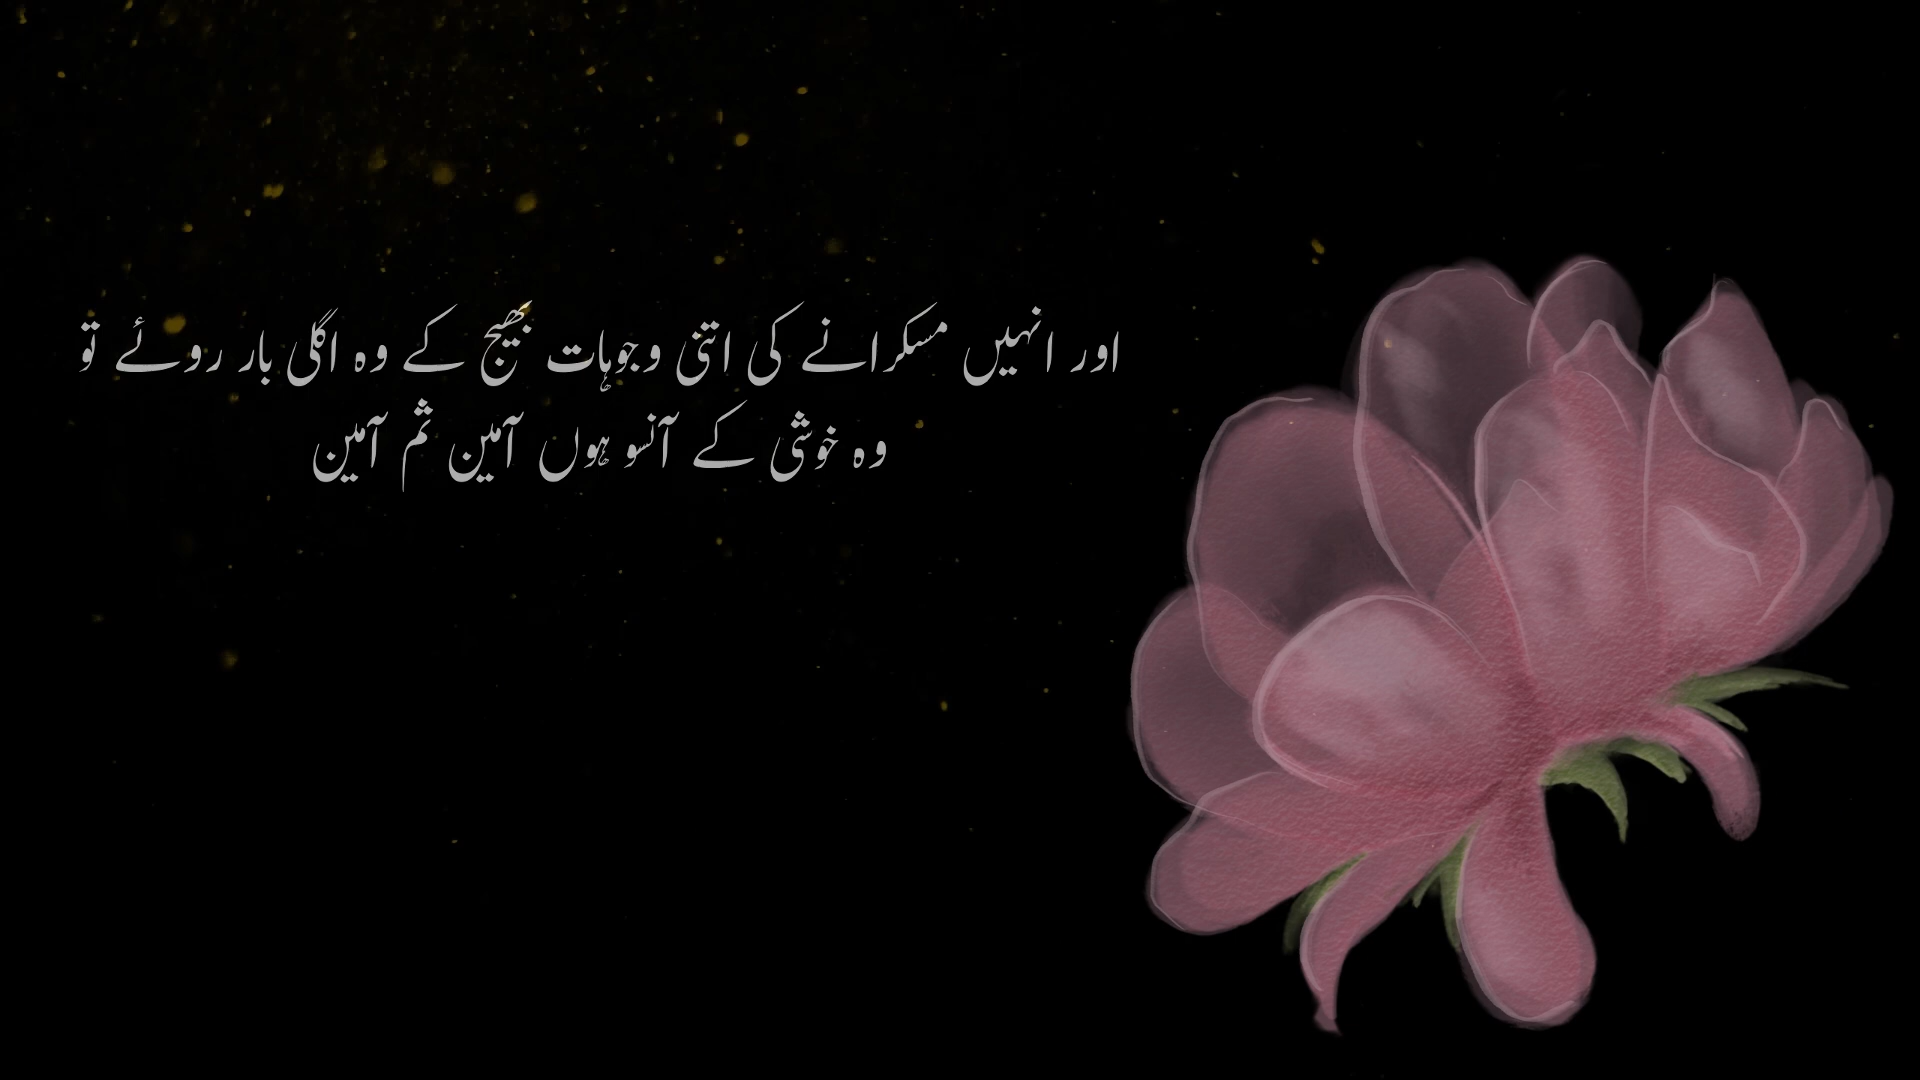 اور انہیں مسکرانے کی اتنی وجوہات بھیج کے وہ اگلی بار روئے تو
وہ خوشی کے آنسو ہوں آمین ثم آمین